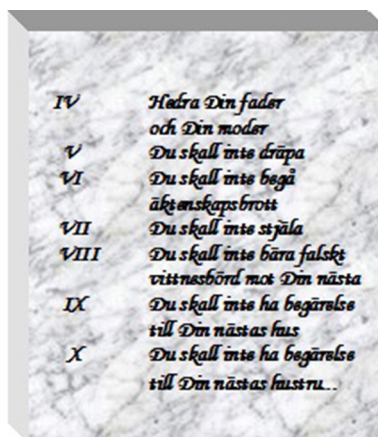 IV Hedra Din fader
och Din moder
V Du skall inte dräpa
VI Du skall inte begå
äktenskapsbrott
VII Du skall inte stjäla
VIII Du skall inte bära falskt
vittnesbörd mot Din nästa
IX Du skall inte ha begärelse
till Din nästas hus
X Du skall inte ha begärelse
till Din nästas hustru...